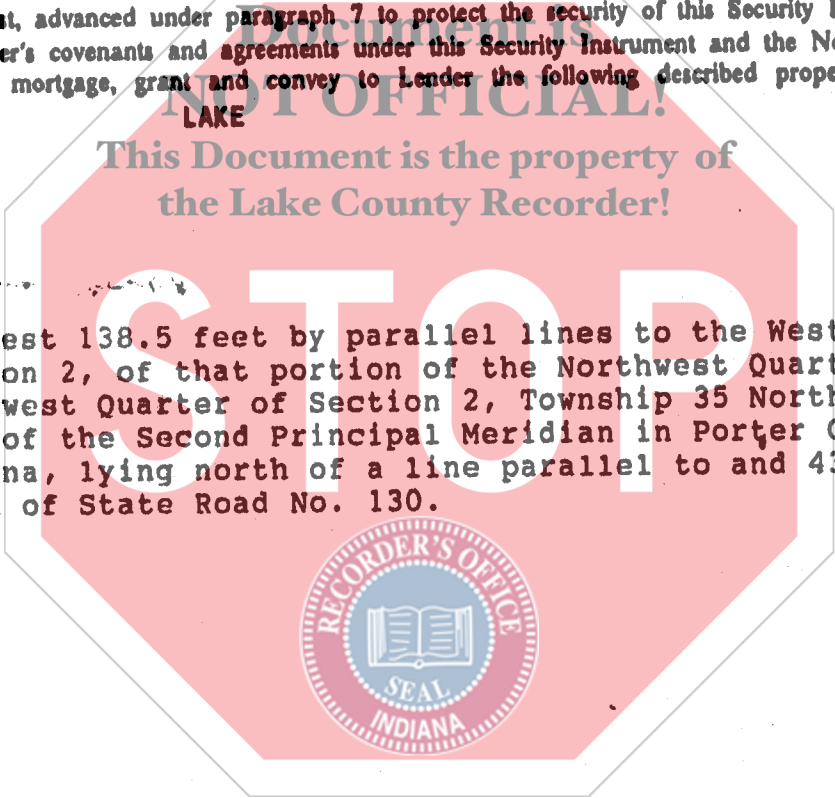 t, advanced under paragraph 7 to protect the security of this Security
Document is
er's covenants and agreements under this Security Instrument and the
mortgage, grant and convey to Lender the following described
NOT OFFICIAL!
LAKE
This Document is the property of
the Lake County Recorder!
STOP
est 138.5 feet by parallel lines to the West
on 2, of that portion of the Northwest Quart
west Quarter of Section 2, Township 35 North
of the Second Principal Meridian in Porter
na, lying north of a line parallel to and
of State Road No. 130.
RECORDER'S OFFICE
SEAL
INDIANA